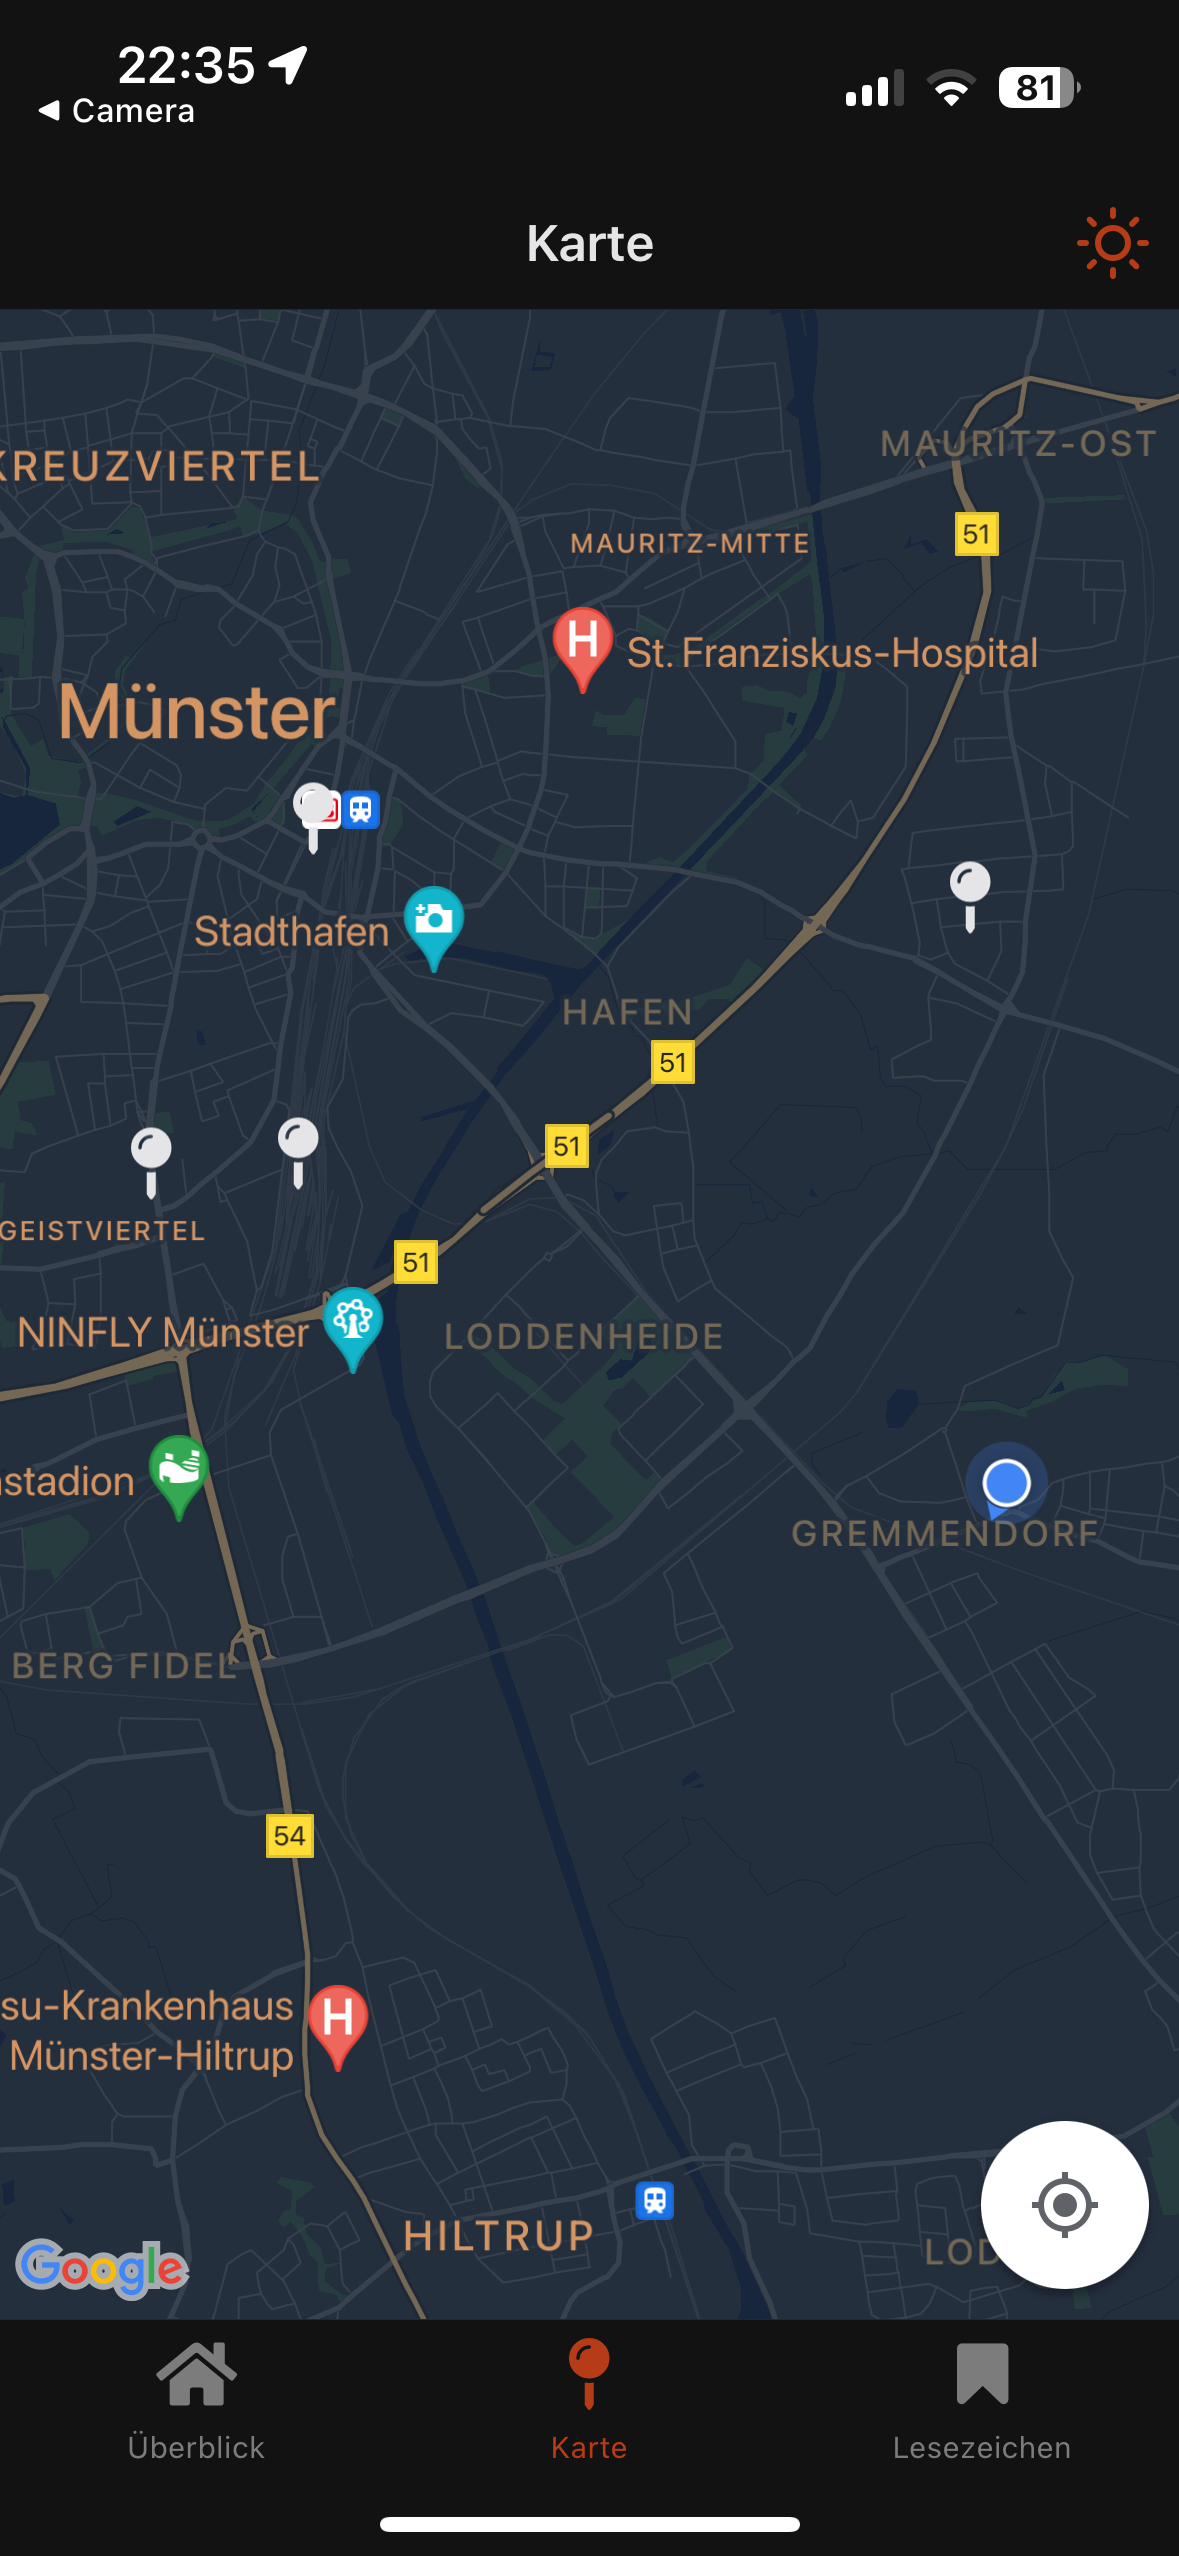 22:35
Camera
81
Karte
KREUZVIERTEL
MAURITZ-OST
51
MAURITZ-MITTE
H
St. Franziskus-Hospital
Münster
Stadthafen
HAFEN
51
51
GEISTVIERTEL
51
NINFLY Münster
LODDENHEIDE
stadion
GREMMENDORF
BERG FIDEL
54
su-Krankenhaus
Münster-Hiltrup
H
HILTRUP
LOD
Google
Überblick
Karte
Lesezeichen